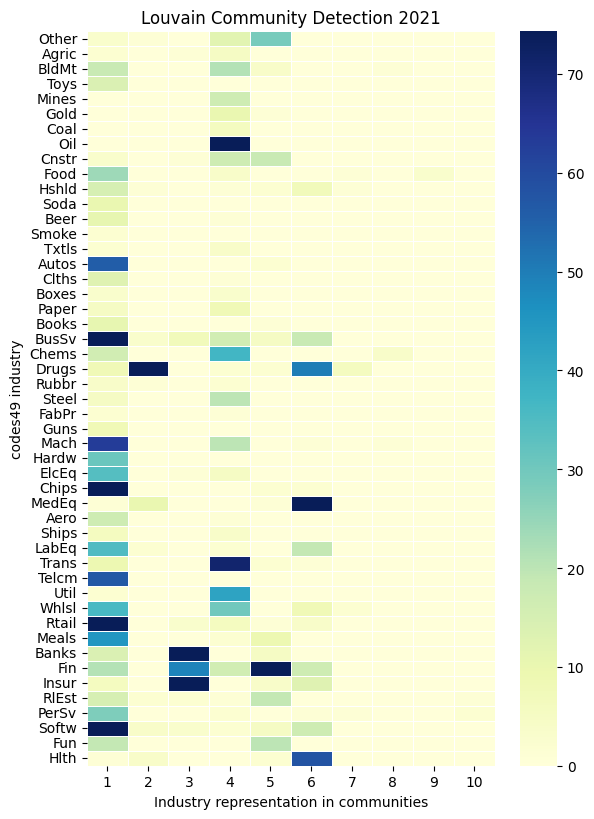 Louvain Community Detection 2021
codes49 industry
Other
Agric
BldMt
Toys
Mines
Gold
Coal
Oil
Cnstr
Food
Hshld
Soda
Beer
Smoke
Txtls
Autos
Clths
Boxes
Paper
Books
BusSv
Chems
Drugs
Rubbr
Steel
FabPr
Guns
Mach
Hardw
ElcEq
Chips
MedEq
Aero
Ships
LabEq
Trans
Telcm
Util
Whlsl
Rtail
Meals
Banks
Fin
Insur
RlEst
PerSv
Softw
Fun
Hlth
1 2 3 4 5 6 7 8 9 10
Industry representation in communities
70
60
50
40
30
20
10
0